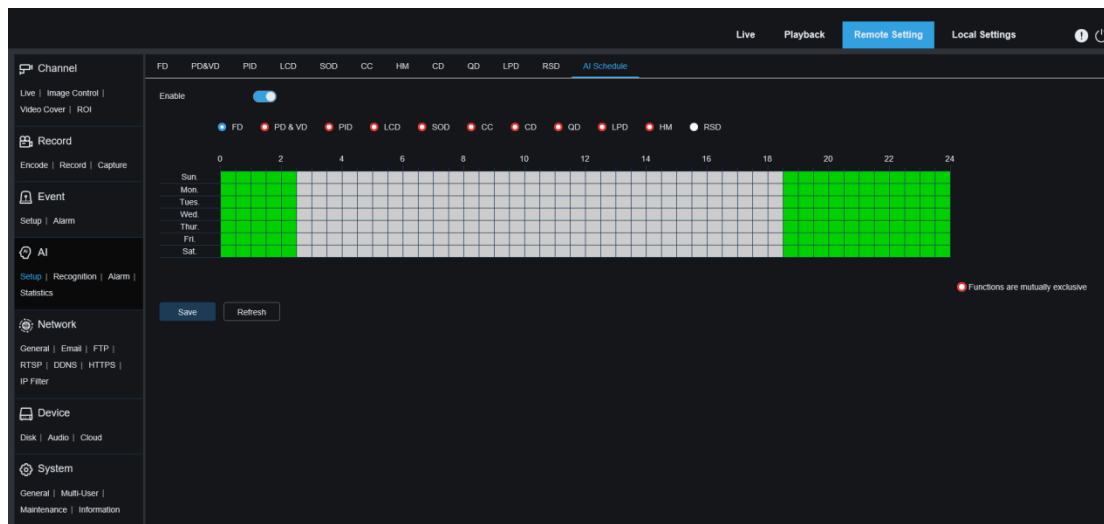 Live Playback Remote Setting Local Settings
Channel
Live | Image Control |
Video Cover | ROI
Record
Encode | Record | Capture
Event
Setup | Alarm
AI
Setup | Recognition | Alarm |
Statistics
Network
General | Email | FTP |
RTSP | DDNS | HTTPS |
IP Filter
Device
Disk | Audio | Cloud
System
General | Multi-User |
Maintenance | Information
FD PD&VD PID LCD SOD CC HM CD QD LPD RSD AI Schedule
Enable
FD PD & VD PID LCD SOD CC CD QD LPD HM RSD
0 2 4 6 8 10 12 14 16 18 20 22 24
Sun.
Mon.
Tues.
Wed.
Thur.
Fri.
Sat.
Functions are mutually exclusive
Save Refresh